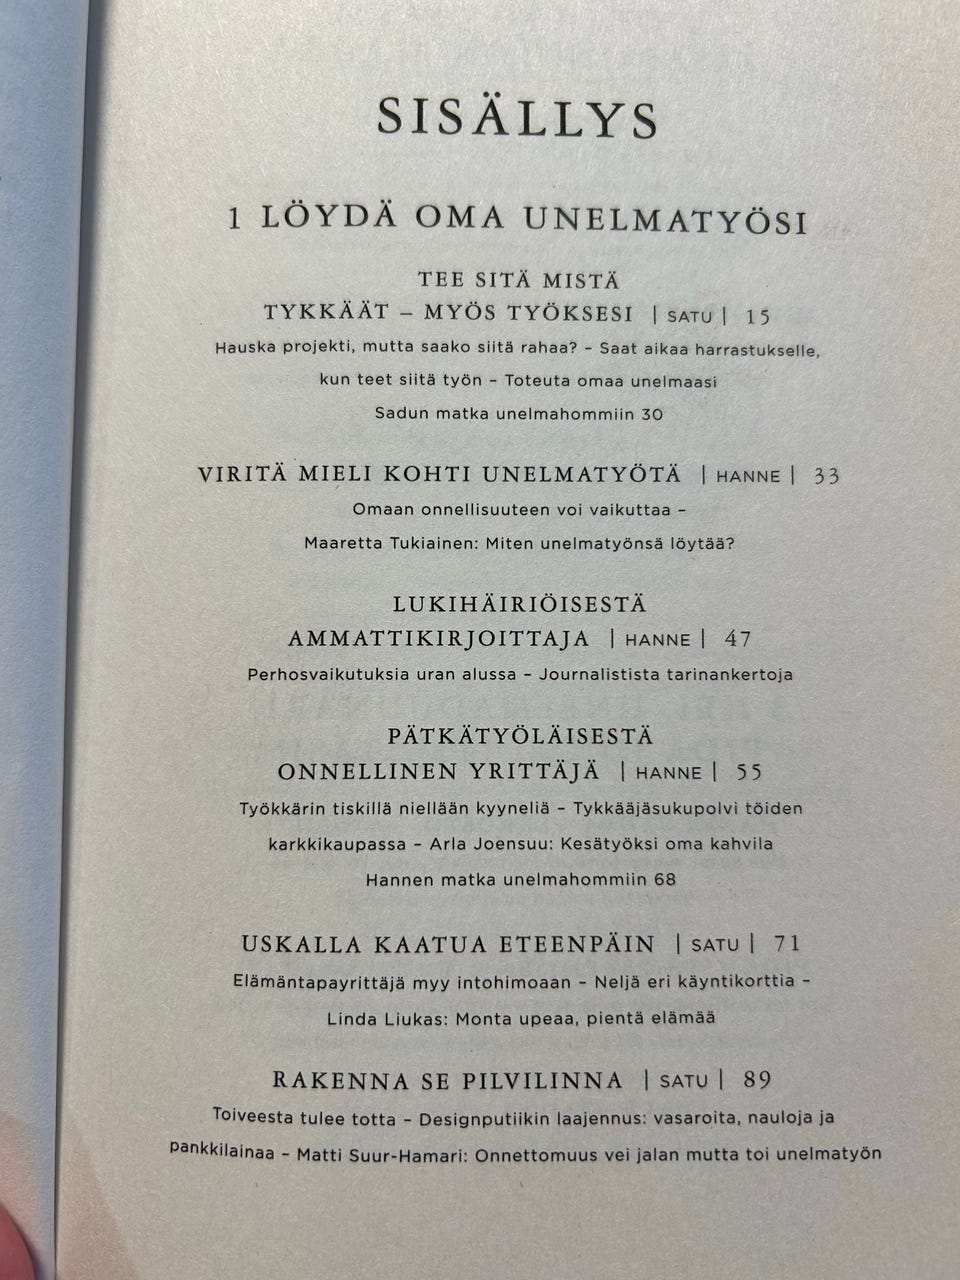 SISÄLLYS
1 LÖYDÄ OMA UNELMATYÖSI
TEE SITÄ MISTÄ
TYKKÄÄT – MYÖS TYÖKSESI | SATU | 15
Hauska projekti, mutta saako siitä rahaa? – Saat aikaa harrastukselle,
kun teet siitä työn – Toteuta omaa unelmaasi
Sadun matka unelmahommiin 30
VIRITÄ MIELI KOHTI UNELMATYÖTÄ | HANNE | 33
Omaan onnellisuuteen voi vaikuttaa –
Maaretta Tukiainen: Miten unelmatyönsä löytää?
LUKIHÄIRIÖISESTÄ
AMMATTIKIRJOITTAJA | HANNE | 47
Perhosvaikutuksia uran alussa – Journalistista tarinankertoja
PÄTKÄTYÖLÄISESTÄ
ONNELLINEN YRITTÄJÄ | HANNE | 55
Työkkärin tiskillä niellään kyyneliä – Tykkääjäsukupolvi töiden
karkkikaupassa – Arla Joensuu: Kesätyöksi oma kahvila
Hannen matka unelmahommiin 68
USKALLA KAATUA ETEENPÄIN | SATU | 71
Elämäntapayrittäjä myy intohimoaan – Neljä eri käyntikorttia –
Linda Liukas: Monta upeaa, pientä elämää
RAKENNA SE PILVILINNA | SATU | 89
Toiveesta tulee totta – Designputiikin laajennus: vasaroita, nauloja ja
pankkilainaa – Matti Suur-Hamari: Onnettomuus vei jalan mutta toi unelmatyön